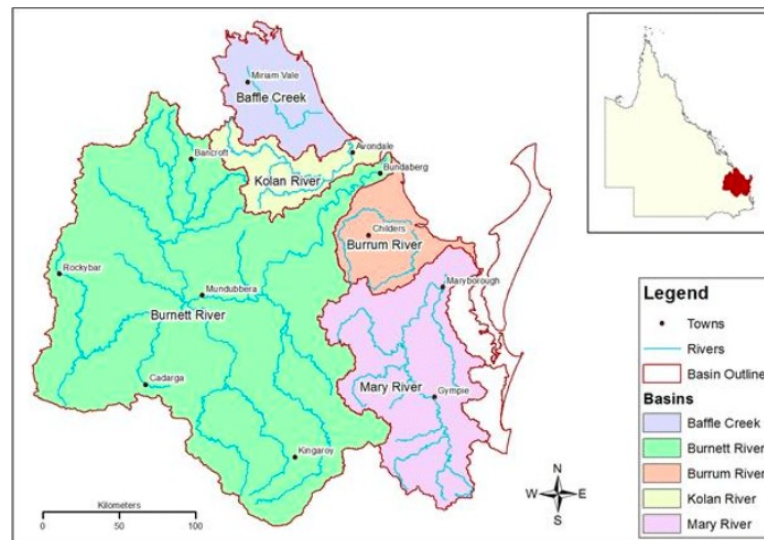 Miriam Vale
Baffle Creek
Avondale
Bancroft
Bundaberg
Kolan River
Childers
Burrum River
Rockybar
Maryborough
Mundubbera
Burnett River
Cadarga
Mary River
Gympie
Kingaroy
Kilometers
0 50 100
N
W E
S
Legend
Towns
Rivers
Basin Outline
Basins
Baffle Creek
Burnett River
Burrum River
Kolan River
Mary River